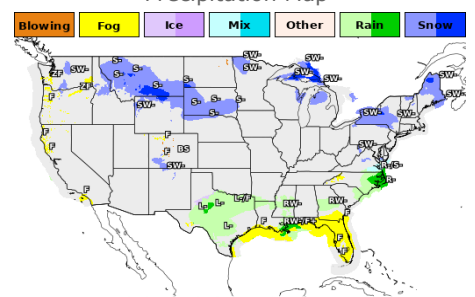 Precipitation Map
Blowing Fog Ice Mix Other Rain Snow
SW- SW-
ZF SW- S- S- SW-
S- S- SW-
ZF S- S-
F SW- S- SW- SW-
F S-
F F BS SW-
F F SW- R-/S-
R-
F L- L- L-/F RW- RW-
L- F RW-/F F
F
F